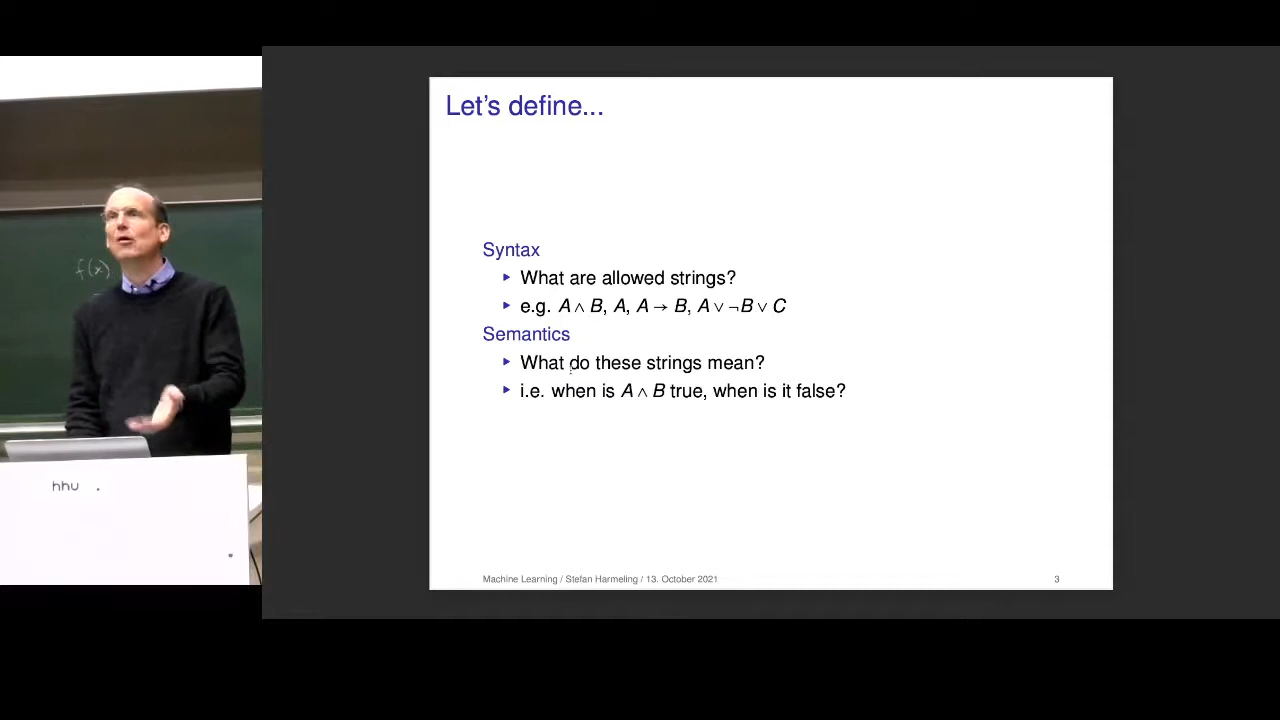 Let's define...
Syntax
What are allowed strings?
e.g. A ∧ B, A, A → B, A ∨ ¬B ∨ C
Semantics
What do these strings mean?
i.e. when is A ∧ B true, when is it false?
Machine Learning / Stefan Harmeling / 13. October 2021 3
f(x)
hhu .